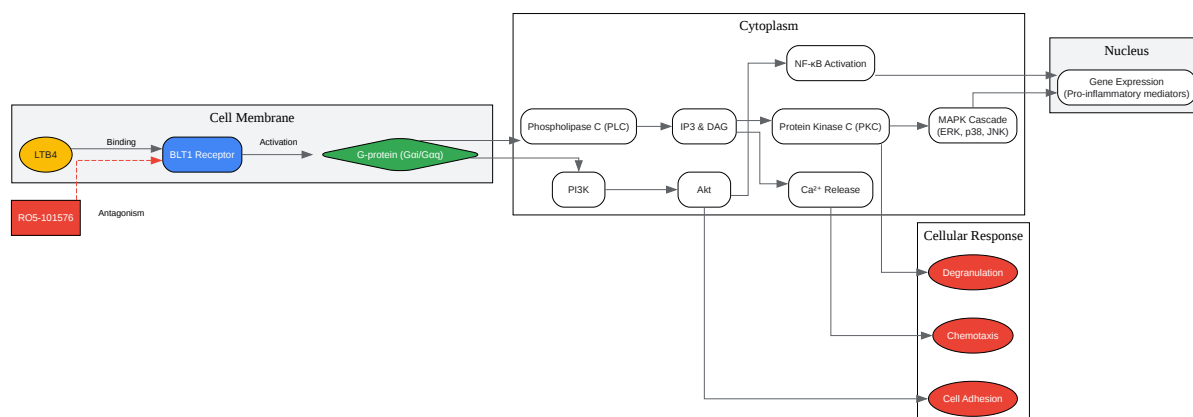 Cytoplasm
Nucleus
NF-κB Activation
Gene Expression
(Pro-inflammatory mediators)
Cell Membrane
Phospholipase C (PLC)
IP3 & DAG
Protein Kinase C (PKC)
MAPK Cascade
(ERK, p38, JNK)
LTB4
Binding
BLT1 Receptor
Activation
G-protein (Gαi/Gαq)
PI3K
Akt
Ca²⁺ Release
RO5-101576
Antagonism
Cellular Response
Degranulation
Chemotaxis
Cell Adhesion